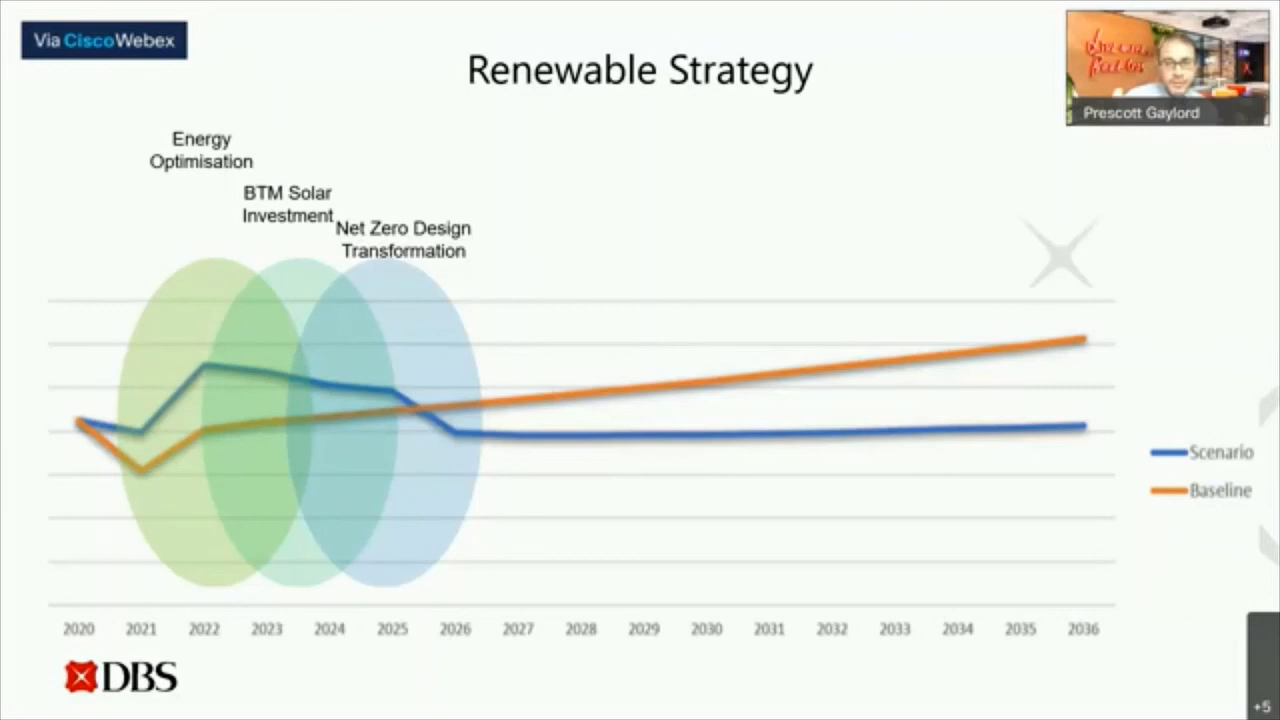 Via CiscoWebex
Renewable Strategy
Prescott Gaylord
Energy
Optimisation
BTM Solar
Investment
Net Zero Design
Transformation
Scenario
Baseline
2020 2021 2022 2023 2024 2025 2026 2027 2028 2029 2030 2031 2032 2033 2034 2035 2036
DBS
+5